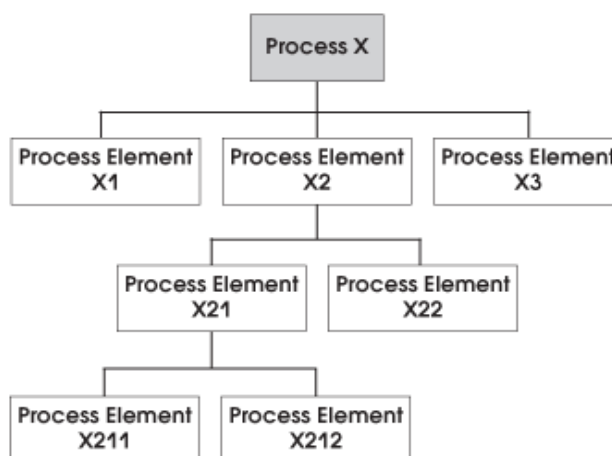 Process X
Process Element
X1
Process Element
X2
Process Element
X3
Process Element
X21
Process Element
X22
Process Element
X211
Process Element
X212